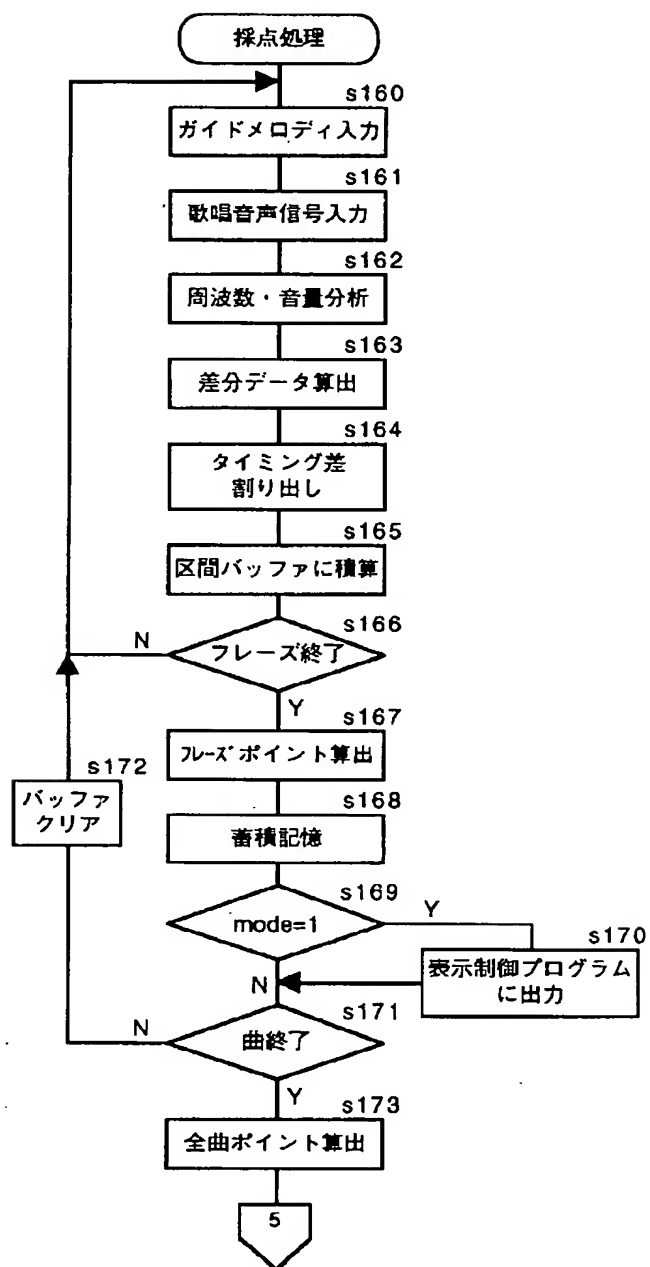 採点処理
s160
ガイドメロディ入力
s161
歌唱音声信号入力
s162
周波数・音量分析
s163
差分データ算出
s164
タイミング差
割り出し
s165
区間バッファに積算
s166
フレーズ終了
N
Y
s167
フレーズポイント算出
s172
バッファ
クリア
s168
蓄積記憶
s169
mode=1
Y
s170
表示制御プログラム
に出力
N
s171
曲終了
N
Y
s173
全曲ポイント算出
5